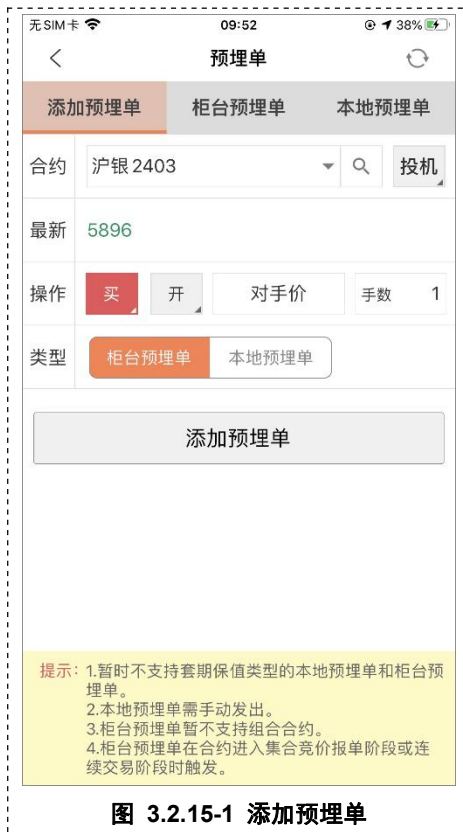 无SIM卡 09:52 38%
预埋单
添加预埋单 柜台预埋单 本地预埋单
合约 沪银2403 投机
最新 5896
操作 买 开 对手价 手数 1
类型 柜台预埋单 本地预埋单
添加预埋单
提示：1.暂时不支持套期保值类型的本地预埋单和柜台预
埋单。
2.本地预埋单需手动发出。
3.柜台预埋单暂不支持组合合约。
4.柜台预埋单在合约进入集合竞价报单阶段或连
续交易阶段时触发。
图 3.2.15-1 添加预埋单